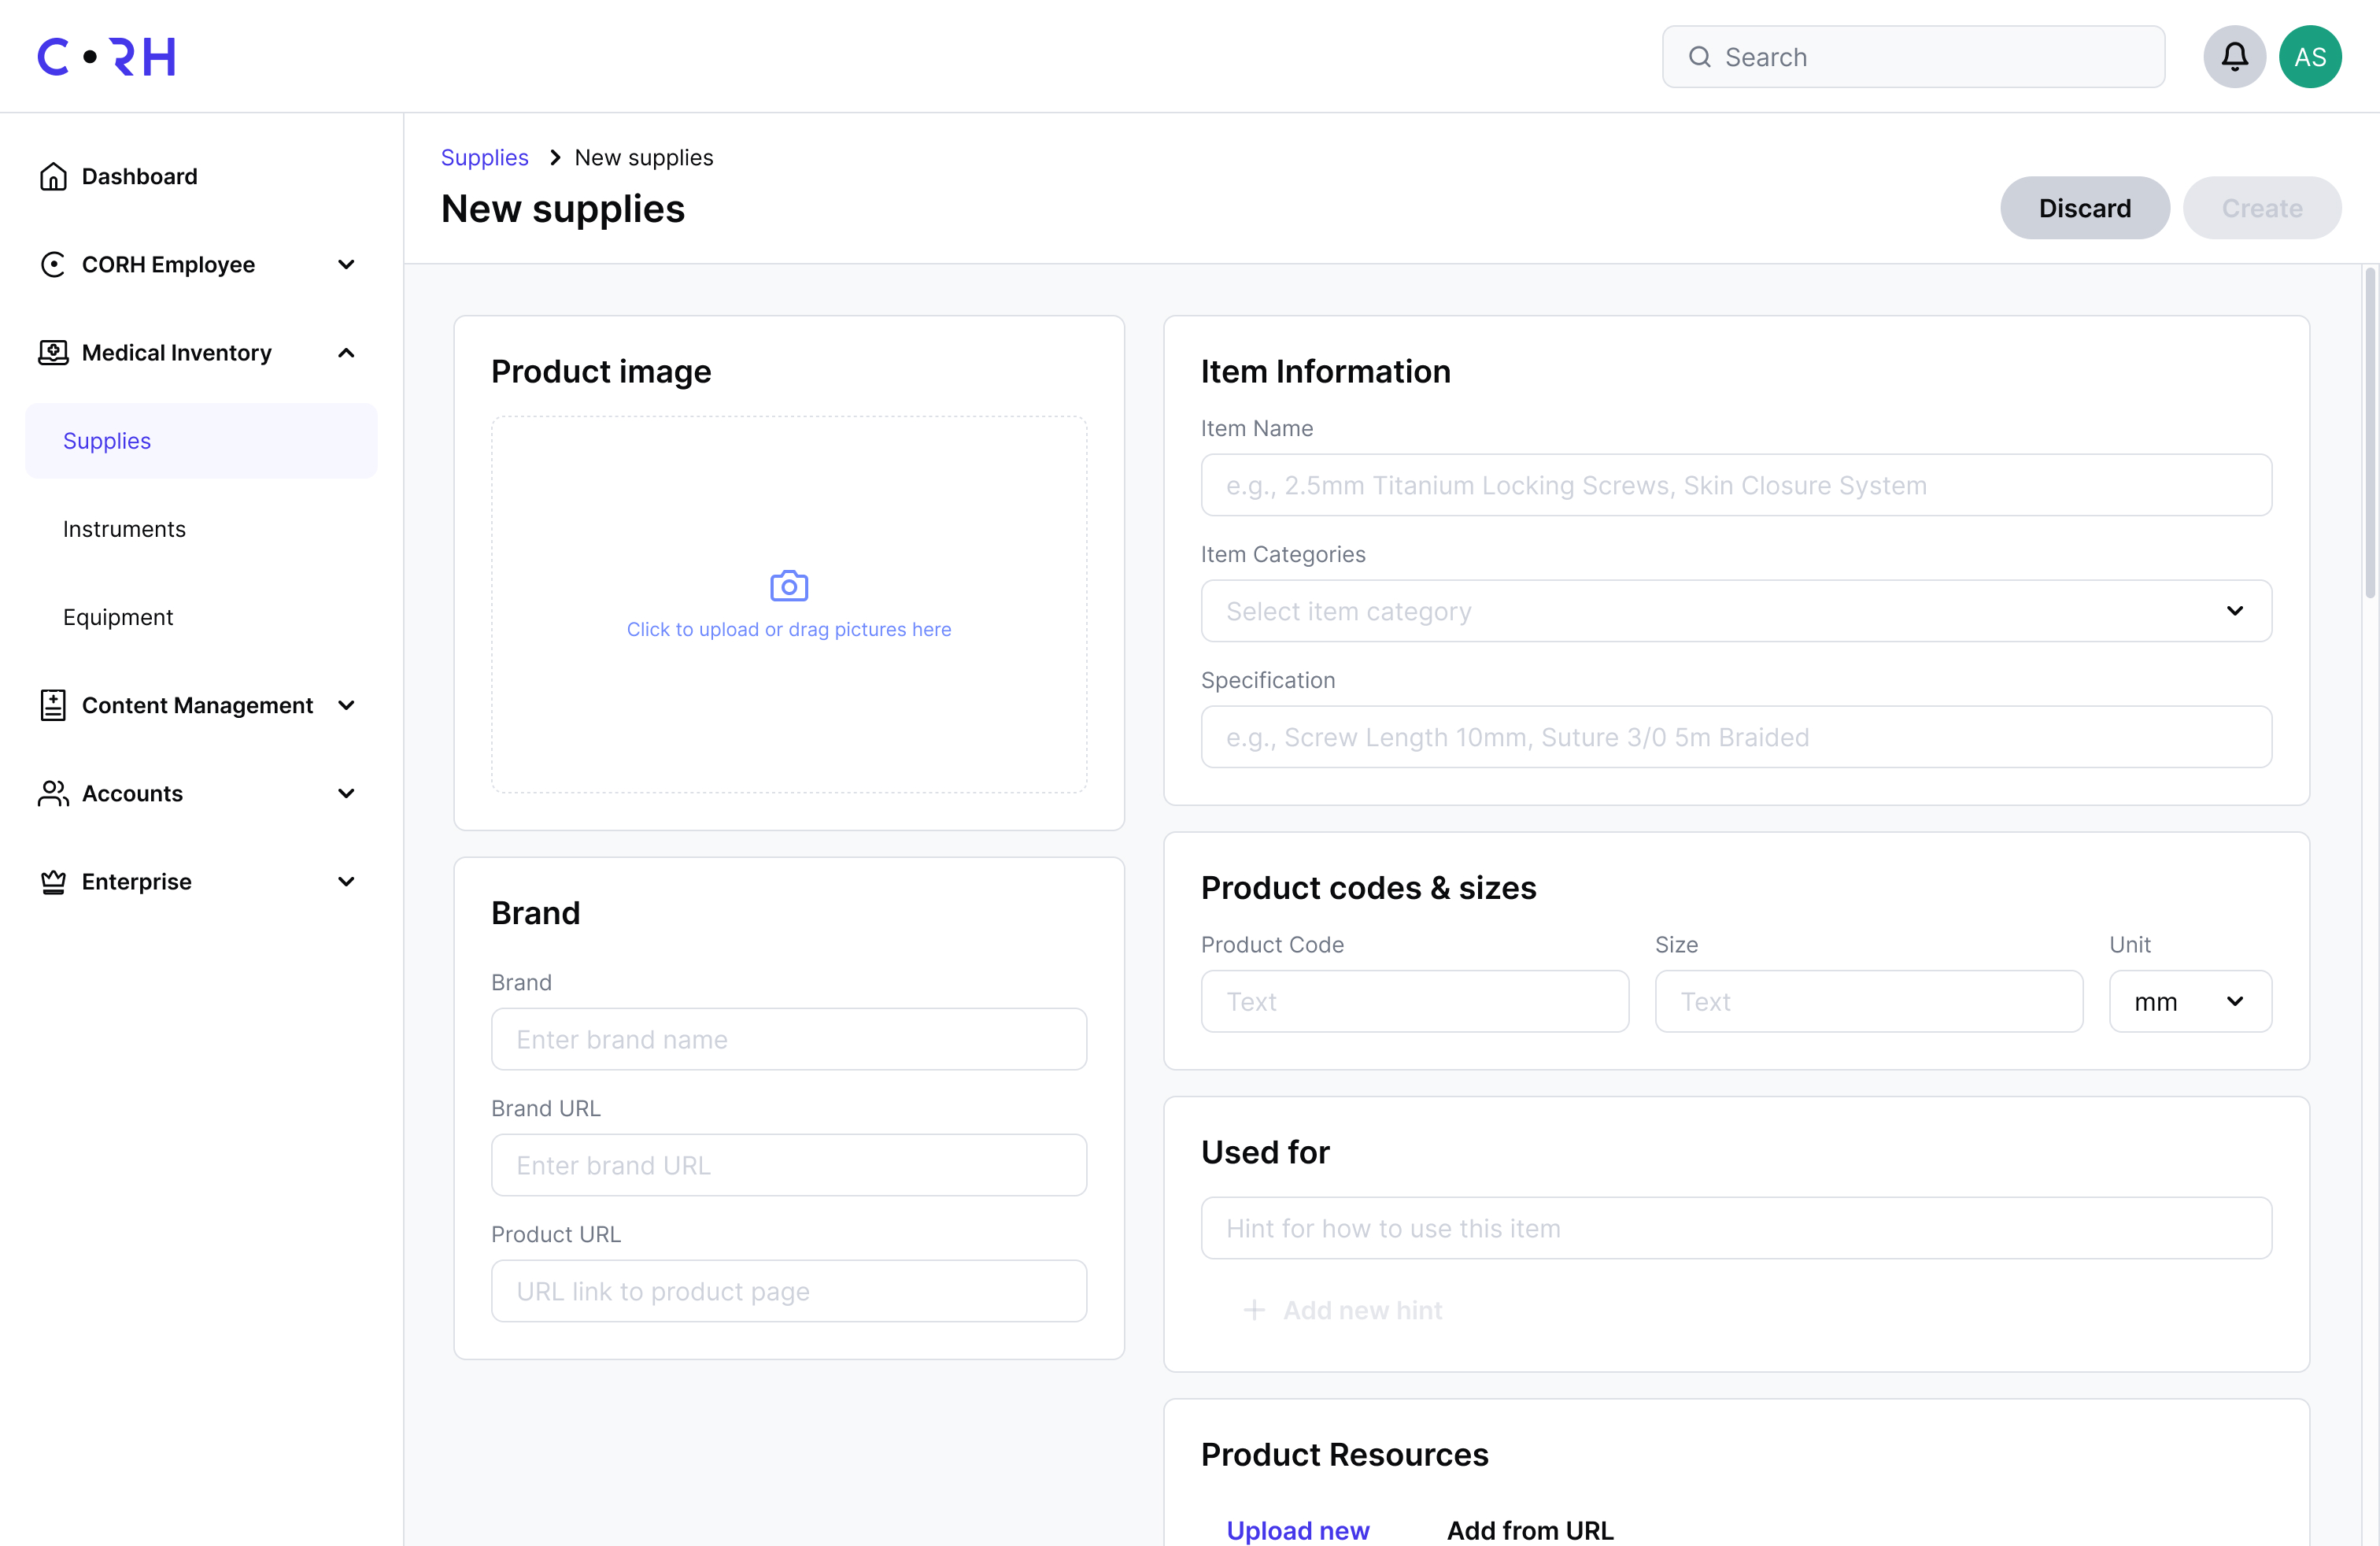 C•RH
Search
AS
Dashboard
CORH Employee
Medical Inventory
Supplies
Instruments
Equipment
Content Management
Accounts
Enterprise
Supplies > New supplies
New supplies
Discard
Create
Product image
Click to upload or drag pictures here
Brand
Brand
Enter brand name
Brand URL
Enter brand URL
Product URL
URL link to product page
Item Information
Item Name
e.g., 2.5mm Titanium Locking Screws, Skin Closure System
Item Categories
Select item category
Specification
e.g., Screw Length 10mm, Suture 3/0 5m Braided
Product codes & sizes
Product Code Size Unit
Text Text mm
Used for
Hint for how to use this item
+ Add new hint
Product Resources
Upload new Add from URL